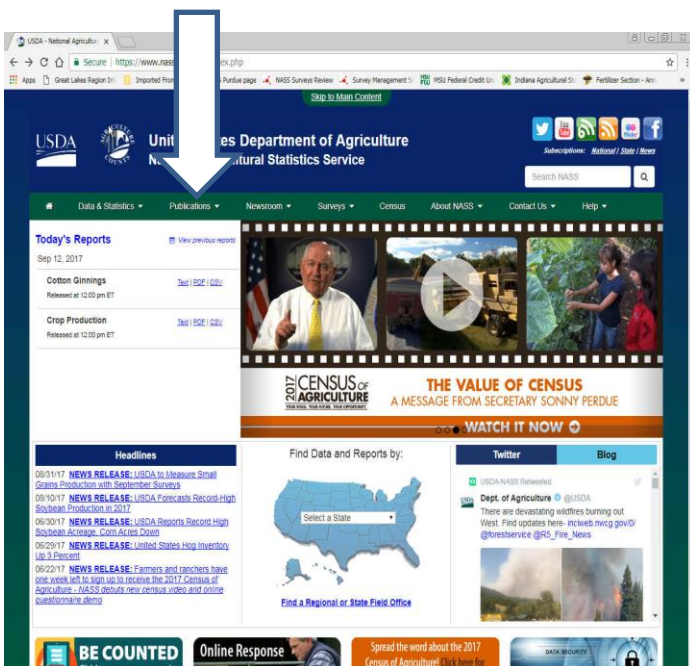 USDA - National Agricultur
Secure https://www.nass ex.php
Apps Great Lakes Region Int Imported From Purdue page NASS Surveys Review Survey Management S MSU Federal Credit Un Indiana Agricultural St Fertilizer Section - Ann »
Skip to Main Content
USDA
AGRICULTURE COUNTS
Uni es Department of Agriculture
N tural Statistics Service
Subscriptions: National / State / News
Search NASS
Data & Statistics Publications Newsroom Surveys Census About NASS Contact Us Help
Today's Reports View previous reports
Sep 12, 2017
Cotton Ginnings Text | PDF | CSV
Released at 12:00 pm ET
Crop Production Text | PDF | CSV
Released at 12:00 pm ET
2017 CENSUS OF AGRICULTURE
YOUR VOICE. YOUR FUTURE. YOUR OPPORTUNITY.
THE VALUE OF CENSUS
A MESSAGE FROM SECRETARY SONNY PERDUE
WATCH IT NOW
Headlines
08/31/17 NEWS RELEASE: USDA to Measure Small
Grains Production with September
Surveys
08/10/17 NEWS RELEASE: USDA Forecasts Record-High
Soybean Production in 2017
06/30/17 NEWS RELEASE: USDA Reports Record High
Soybean Acreage, Corn Acres Down
06/29/17 NEWS RELEASE: United States Hog Inventory
Up 3 Percent
06/22/17 NEWS RELEASE: Farmers and ranchers have
one week left to sign up to receive the 2017 Census of
Agriculture - NASS debuts new census video and online
questionnaire demo
Find Data and Reports by:
Select a State
Find a Regional or State Field Office
Twitter Blog
USDA-NASS Retweeted
Dept. of Agriculture @USDA
There are devastating wildfires burning out
West. Find updates here- inciweb.nwcg.gov/0/
@forestservice @R5_Fire_News
BE COUNTED
Online Response
Spread the word about the 2017
Census of Agriculture! Click here for
DATA SECURITY